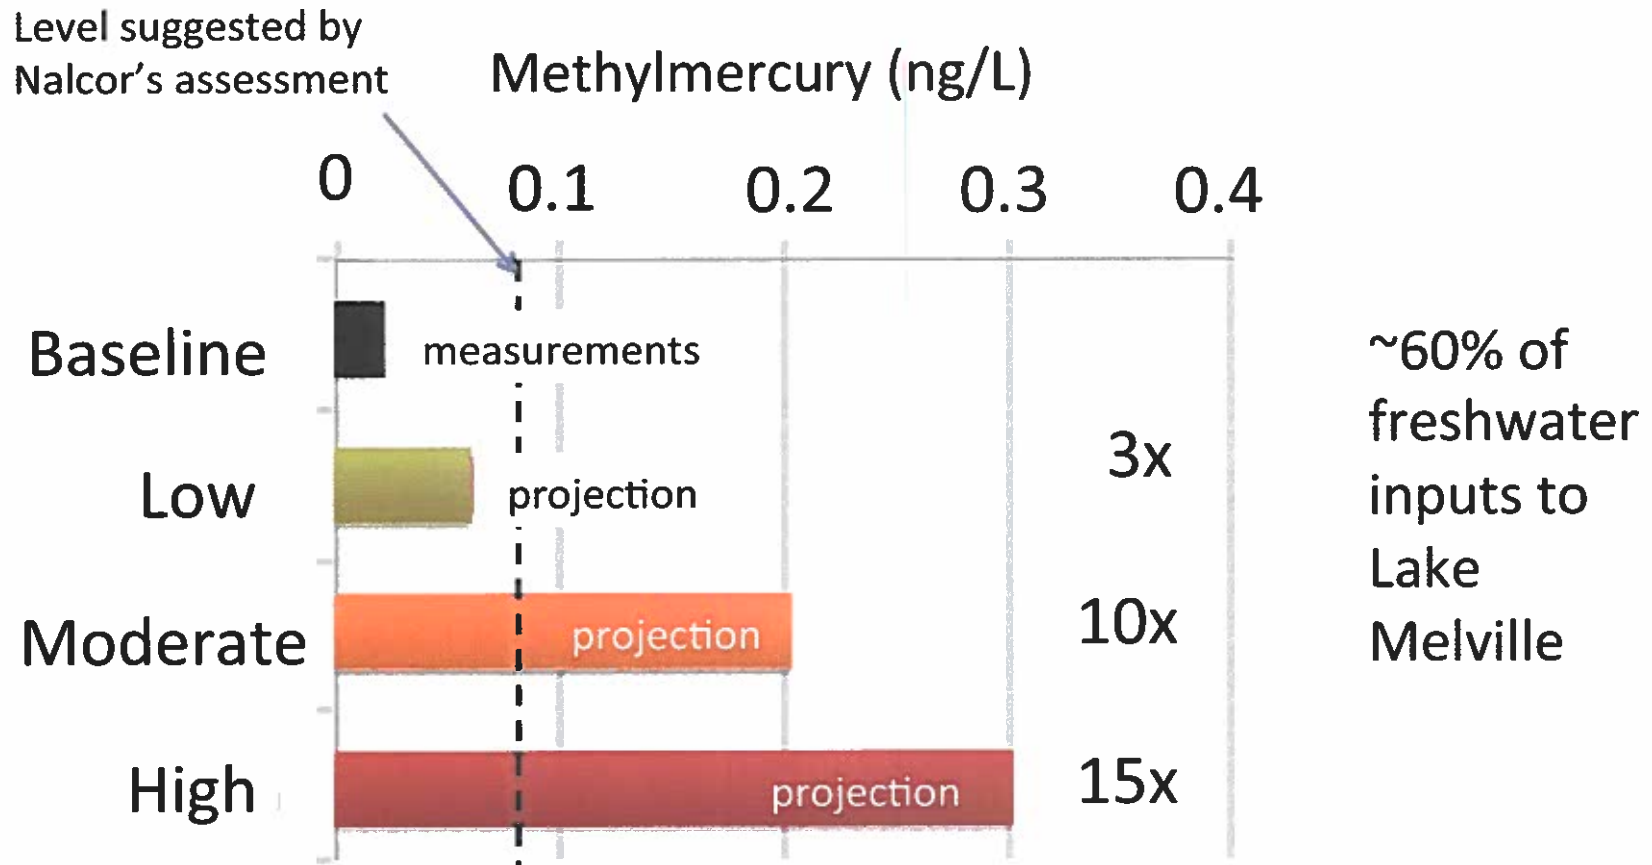 Level suggested by
Nalcor's assessment
Methylmercury (ng/L)
0 0.1 0.2 0.3 0.4
Baseline measurements
Low projection 3x
Moderate projection 10x
High projection 15x
~60% of
freshwater
inputs to
Lake
Melville